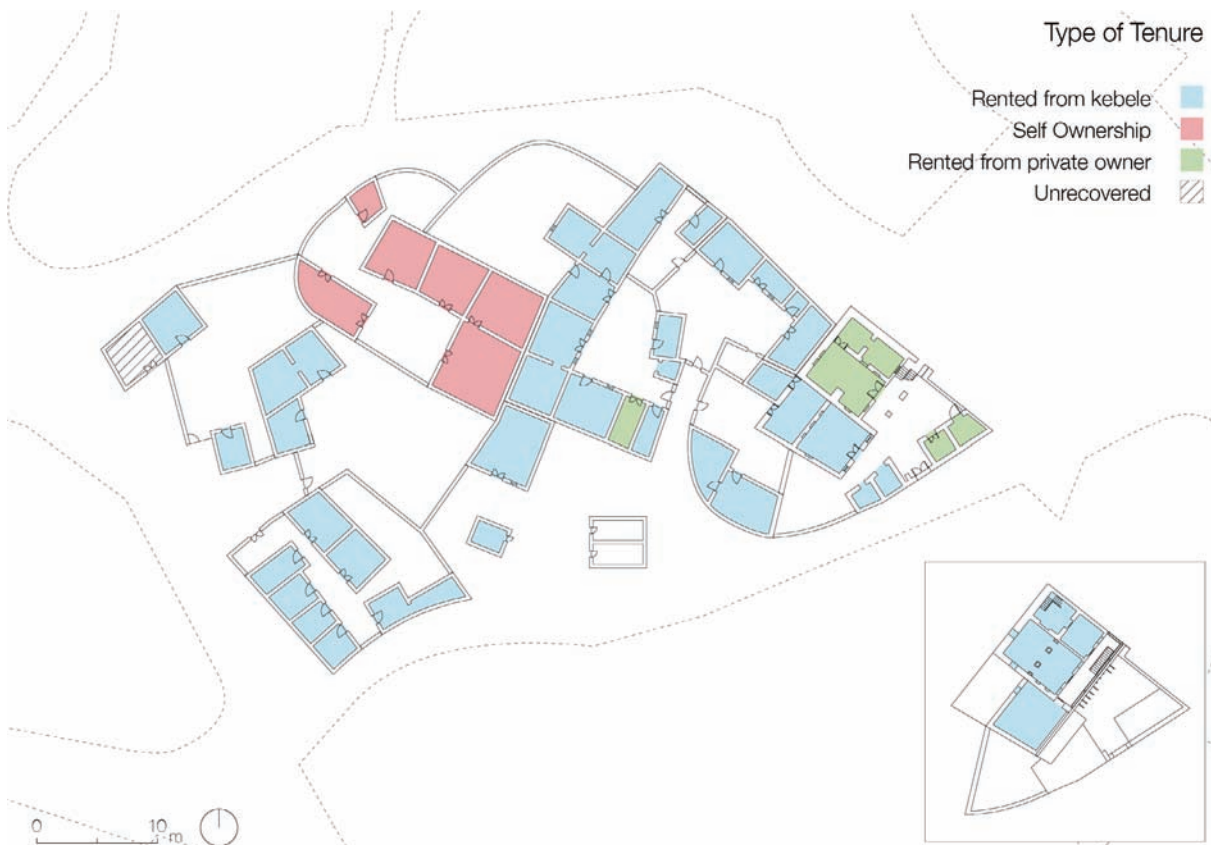 Type of Tenure
Rented from kebele
Self Ownership
Rented from private owner
Unrecovered
0 10 m